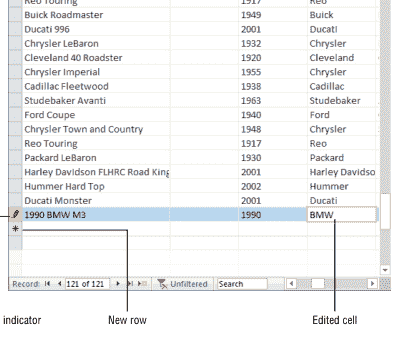 Reo Touring 1917 Reo
Buick Roadmaster 1949 Buick
Ducati 996 2001 Ducati
Chrysler LeBaron 1932 Chrysler
Cleveland 40 Roadster 1920 Cleveland
Chrysler Imperial 1955 Chrysler
Cadillac Fleetwood 1938 Cadillac
Studebaker Avanti 1963 Studebaker
Ford Coupe 1940 Ford
Chrysler Town and Country 1948 Chrysler
Reo Touring 1917 Reo
Packard LeBaron 1930 Packard
Harley Davidson FLHRC Road King 2001 Harley Davidso
Hummer Hard Top 2002 Hummer
Ducati Monster 2001 Ducati
1990 BMW M3 1990 BMW
*
Record: 121 of 121 Unfiltered Search
indicator New row Edited cell